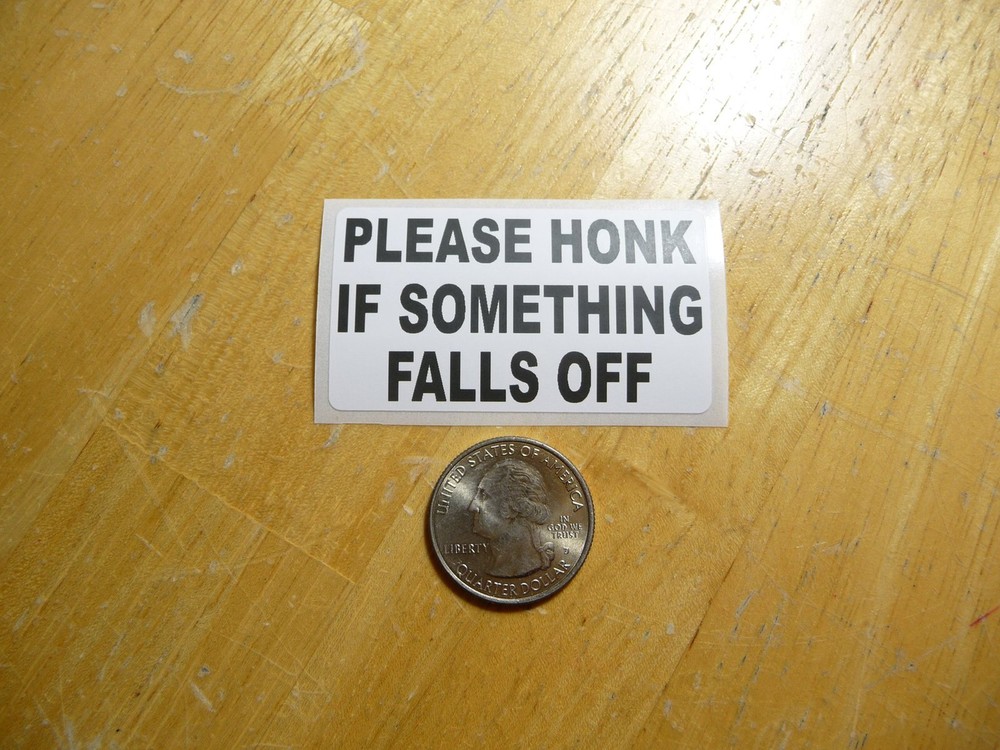 PLEASE HONK
IF SOMETHING
FALLS OFF
UNITED STATES OF AMERICA
IN
GOD WE
TRUST
LIBERTY
QUARTER DOLLAR